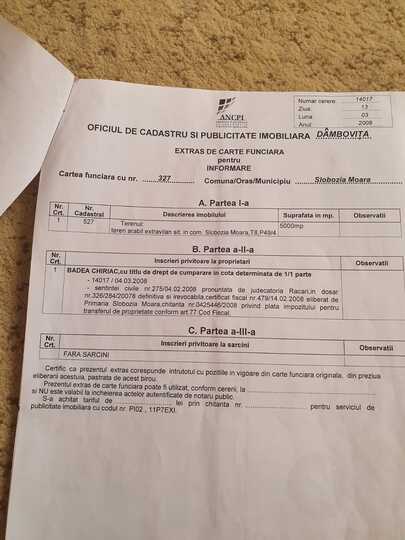 ANCPI
Numar cerere: 14017
Ziua: 13
Luna 03
Anul: 2008
OFICIUL DE CADASTRU SI PUBLICITATE IMOBILIARA DÂMBOVIȚA
EXTRAS DE CARTE FUNCIARA
pentru
INFORMARE
Cartea funciara cu nr. 327 Comuna/Oras/Municipiu Slobozia Moara
A. Partea I-a
Nr. Crt. Nr. Cadastral Descrierea imobilului Suprafata in mp. Observatii
1 527 Terenul: 5000mp
teren arabil extravilan sit. in com. Slobozia Moara,T8,P49/4
B. Partea a-II-a
Nr. Crt. Inscrieri privitoare la proprietari Observatii
1 BADEA CHIRIAC,cu titlu de drept de cumparare in cota determinata de 1/1 parte
- 14017 / 04.03.2008
- sentintei civile nr.275/04.02.2008 pronuntata de judecatoria Racari,in dosar
nr.326/284/20078 definitiva si irevocabila,certificat fiscal nr.479/14.02.2008 eliberat de
Primaria Slobozia Moara,chitanta nr.0425446/2008 privind plata impozitului pentru
transferul de proprietate conform art.77 Cod Fiscal.
C. Partea a-III-a
Nr. Crt. Inscrieri privitoare la sarcini Observatii
FARA SARCINI
Certific ca prezentul extras corespunde intrutotul cu pozitiile in vigoare din cartea funciara originala, din preziua
eliberarii acestuia, pastrata de acest birou.
Prezentul extras de carte funciara poate fi utilizat, conform cererii, la
si NU este valabil la incheierea actelor autentificate de notarul public.
S-a achitat tariful de lei prin chitanta nr. pentru serviciul de
publicitate imobiliara cu codul nr. PI02 , 11P7EXI.